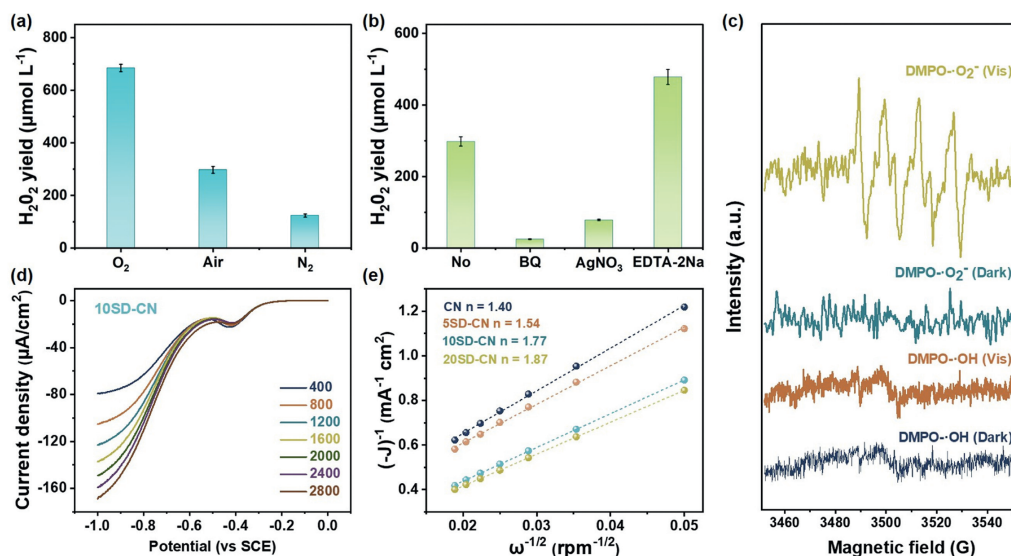 (a)
H₂0₂ yield (µmol L⁻¹)
800
600
400
200
0
O₂ Air N₂
(b)
H₂0₂ yield (µmol L⁻¹)
600
400
200
0
No BQ AgNO₃ EDTA-2Na
(c)
Intensity (a.u.)
DMPO-·O₂⁻ (Vis)
DMPO-·O₂⁻ (Dark)
DMPO-·OH (Vis)
DMPO-·OH (Dark)
3460 3480 3500 3520 3540
Magnetic field (G)
(d)
10SD-CN
Current density (µA/cm²)
0
-40
-80
-120
-160
400
800
1200
1600
2000
2400
2800
-1.0 -0.8 -0.6 -0.4 -0.2 0.0
Potential (vs SCE)
(e)
CN n = 1.40
5SD-CN n = 1.54
10SD-CN n = 1.77
20SD-CN n = 1.87
(-J)⁻¹ (mA⁻¹ cm²)
1.2
1.0
0.8
0.6
0.4
0.02 0.03 0.04 0.05
ω⁻¹/² (rpm⁻¹/²)